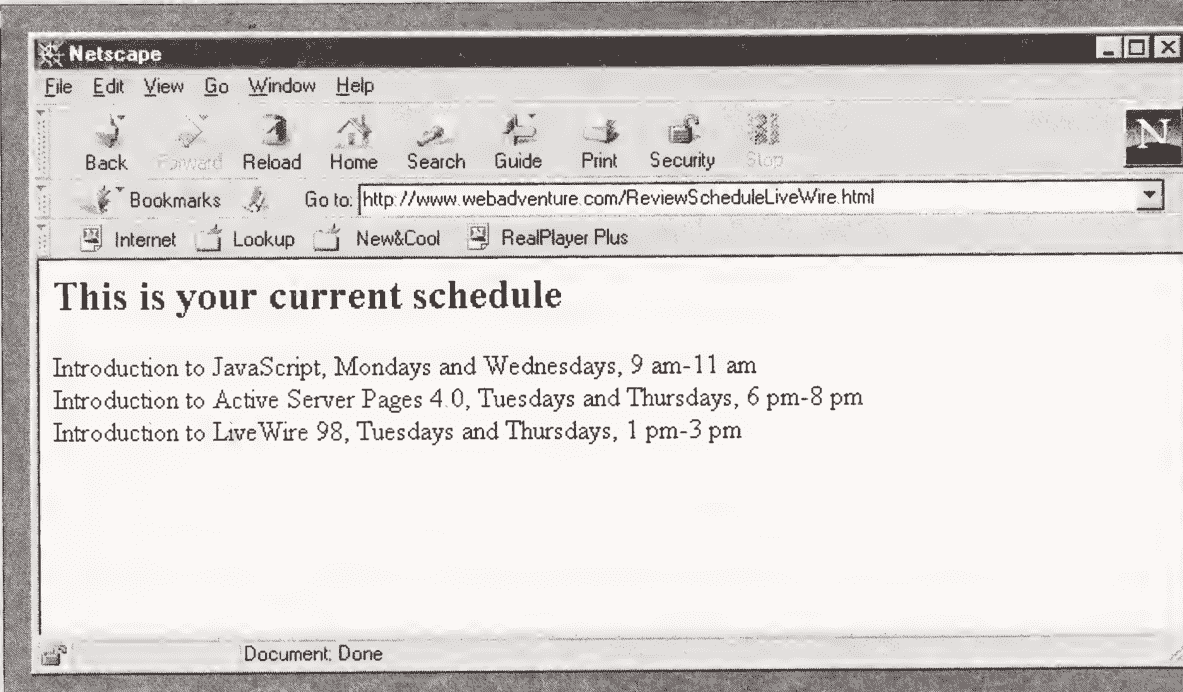 Netscape
File Edit View Go Window Help
Back Forward Reload Home Search Guide Print Security Stop
N
Bookmarks Go to: http://www.webadventure.com/ReviewScheduleLiveWire.html
Internet Lookup New&Cool RealPlayer Plus
This is your current schedule
Introduction to JavaScript, Mondays and Wednesdays, 9 am-11 am
Introduction to Active Server Pages 4.0, Tuesdays and Thursdays, 6 pm-8 pm
Introduction to LiveWire 98, Tuesdays and Thursdays, 1 pm-3 pm
Document: Done